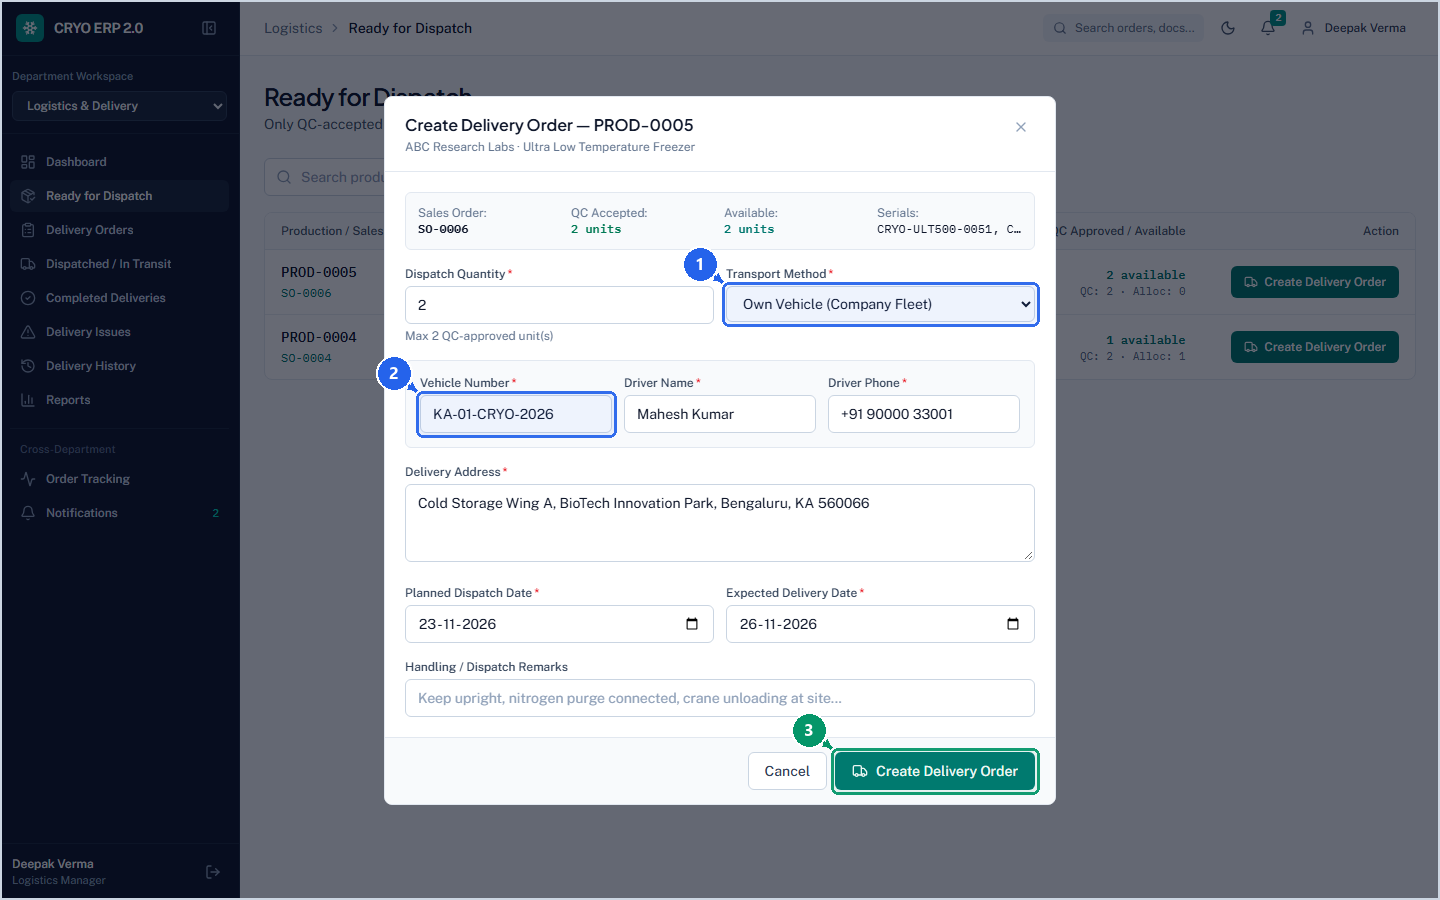 CRYO ERP 2.0
Department Workspace
Logistics & Delivery
Dashboard
Ready for Dispatch
Delivery Orders
Dispatched / In Transit
Completed Deliveries
Delivery Issues
Delivery History
Reports
Cross-Department
Order Tracking
Notifications 2
Deepak Verma
Logistics Manager
Logistics > Ready for Dispatch
Search orders, docs...
2
Deepak Verma
Ready for Dispatch
Only QC-accepted
Search produ
Production / Sales
QC Approved / Available
Action
PROD-0005
SO-0006
2 available
QC: 2 · Alloc: 0
Create Delivery Order
PROD-0004
SO-0004
1 available
QC: 2 · Alloc: 1
Create Delivery Order
Create Delivery Order — PROD-0005
ABC Research Labs · Ultra Low Temperature Freezer
Sales Order: QC Accepted: Available: Serials:
SO-0006 2 units 2 units CRYO-ULT500-0051, C…
1
Dispatch Quantity* Transport Method*
2 Own Vehicle (Company Fleet)
Max 2 QC-approved unit(s)
2
Vehicle Number* Driver Name* Driver Phone*
KA-01-CRYO-2026 Mahesh Kumar +91 90000 33001
Delivery Address*
Cold Storage Wing A, BioTech Innovation Park, Bengaluru, KA 560066
Planned Dispatch Date* Expected Delivery Date*
23-11-2026 26-11-2026
Handling / Dispatch Remarks
Keep upright, nitrogen purge connected, crane unloading at site...
3
Cancel Create Delivery Order